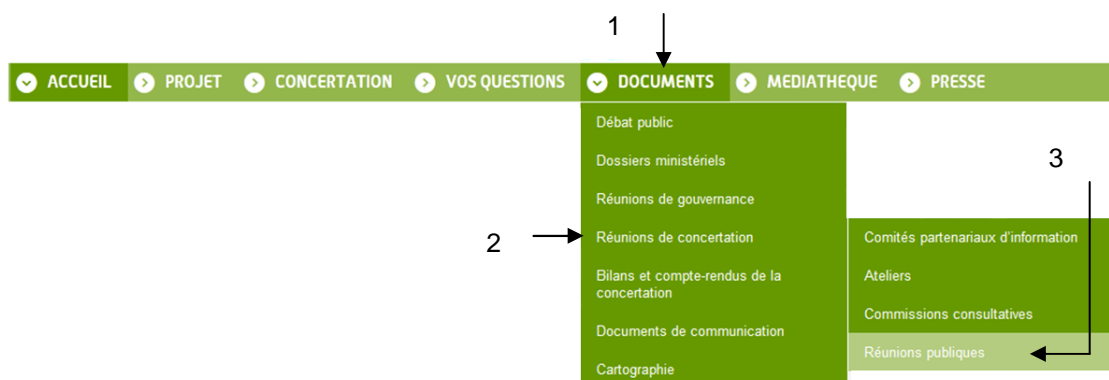 1
ACCUEIL PROJET CONCERTATION VOS QUESTIONS DOCUMENTS MEDIATHEQUE PRESSE
Débat public
Dossiers ministériels
3
Réunions de gouvernance
2
Réunions de concertation
Comités partenariaux d'information
Bilans et compte-rendus de la
concertation
Ateliers
Commissions consultatives
Documents de communication
Réunions publiques
Cartographie